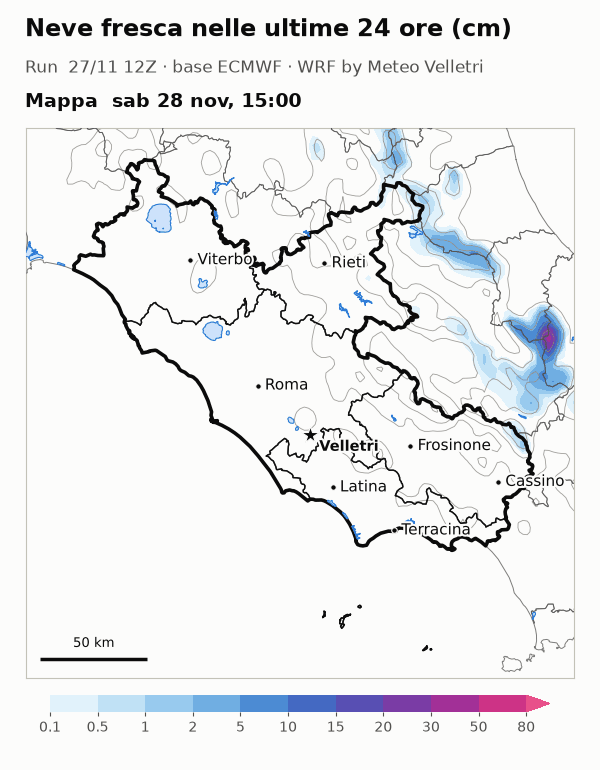 Neve fresca nelle ultime 24 ore (cm)
Run  27/11 12Z · base ECMWF · WRF by Meteo Velletri
Mappa  sab 28 nov, 15:00
Viterbo
Rieti
Roma
Velletri
Frosinone
Latina
Cassino
Terracina
50 km
0.1 0.5 1 2 5 10 15 20 30 50 80